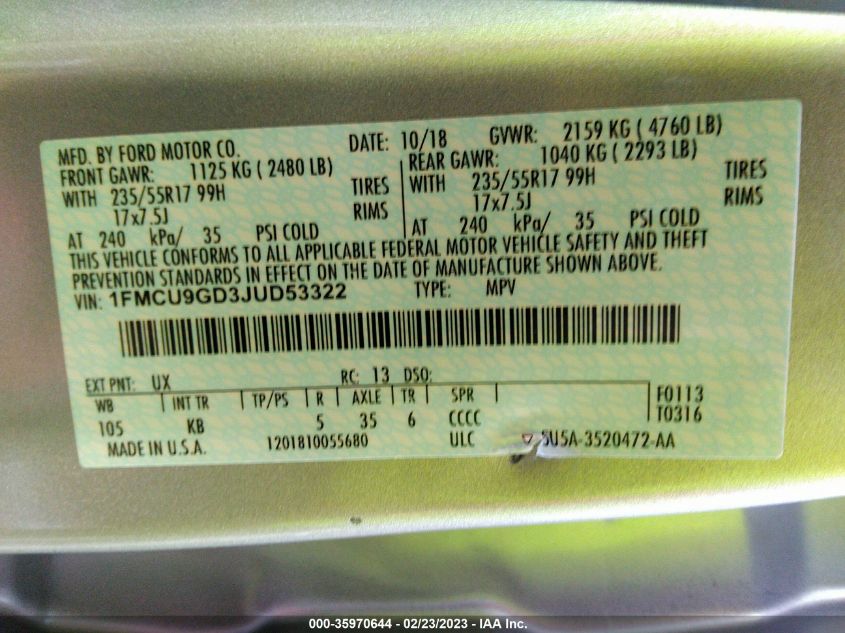 MFD. BY FORD MOTOR CO. DATE: 10/18 GVWR: 2159 KG ( 4760 LB)
FRONT GAWR: 1125 KG ( 2480 LB) REAR GAWR: 1040 KG ( 2293 LB)
WITH 235/55R17 99H TIRES WITH 235/55R17 99H TIRES
17x7.5J RIMS 17x7.5J RIMS
AT 240 kPa/ 35 PSI COLD AT 240 kPa/ 35 PSI COLD
THIS VEHICLE CONFORMS TO ALL APPLICABLE FEDERAL MOTOR VEHICLE SAFETY AND THEFT
PREVENTION STANDARDS IN EFFECT ON THE DATE OF MANUFACTURE SHOWN ABOVE.
VIN: 1FMCU9GD3JUD53322 TYPE: MPV
EXT PNT: UX RC: 13 DSO:
WB INT TR TP/PS R AXLE TR SPR F0113
105 KB 5 35 6 CCCC T0316
MADE IN U.S.A. 1201810055680 ULC 5U5A-3520472-AA
000-35970644 - 02/23/2023 - IAA Inc.